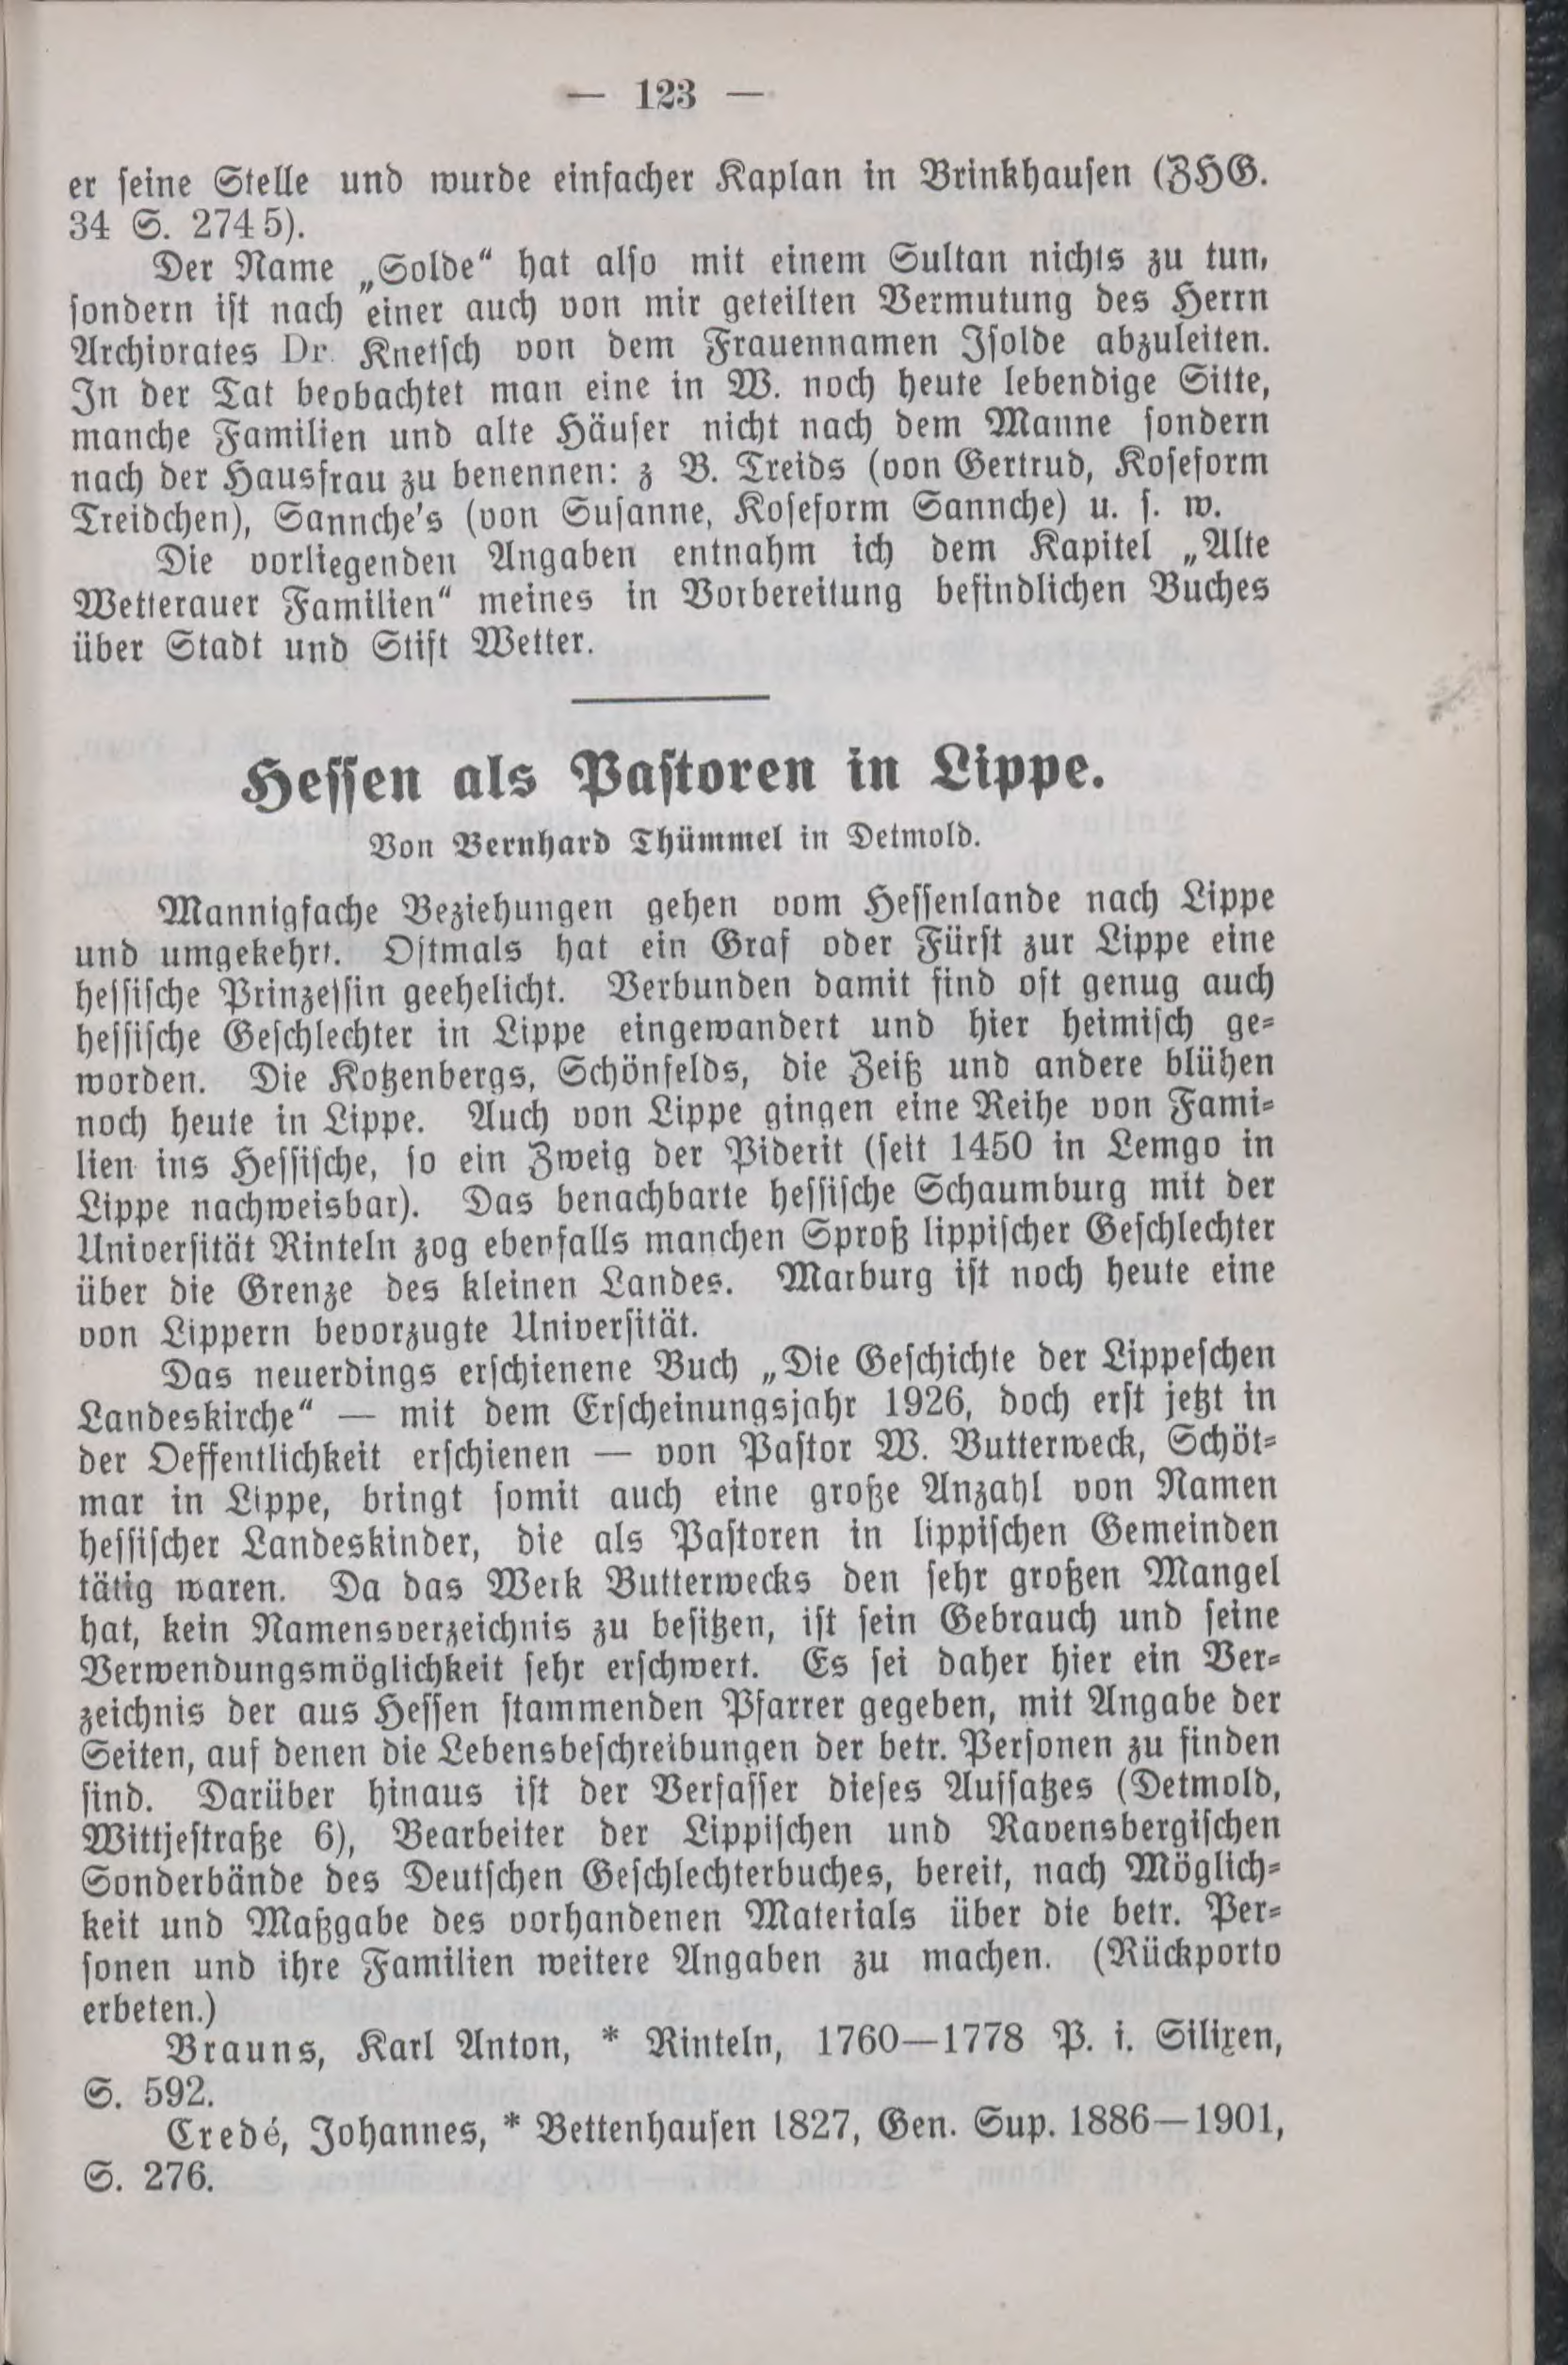 — 123 —
er seine Stelle und wurde einfacher Kaplan in Brinkhausen (ZHG.
34 S. 274 5).
Der Name „Solde“ hat also mit einem Sultan nichts zu tun,
sondern ist nach einer auch von mir geteilten Vermutung des Herrn
Archivrates Dr. Knetsch von dem Frauennamen Isolde abzuleiten.
In der Tat beobachtet man eine in W. noch heute lebendige Sitte,
manche Familien und alte Häuser nicht nach dem Manne sondern
nach der Hausfrau zu benennen: z B. Treids (von Gertrud, Koseform
Treidchen), Sannche's (von Susanne, Koseform Sannche) u. s. w.
Die vorliegenden Angaben entnahm ich dem Kapitel „Alte
Wetterauer Familien“ meines in Vorbereitung befindlichen Buches
über Stadt und Stift Wetter.
Hessen als Pastoren in Lippe.
Von Bernhard Thümmel in Detmold.
Mannigfache Beziehungen gehen vom Hessenlande nach Lippe
und umgekehrt. Oftmals hat ein Graf oder Fürst zur Lippe eine
hessische Prinzessin geehelicht. Verbunden damit sind oft genug auch
hessische Geschlechter in Lippe eingewandert und hier heimisch ge-
worden. Die Kotzenbergs, Schönfelds, die Zeiß und andere blühen
noch heute in Lippe. Auch von Lippe gingen eine Reihe von Fami-
lien ins Hessische, so ein Zweig der Piderit (seit 1450 in Lemgo in
Lippe nachweisbar). Das benachbarte hessische Schaumburg mit der
Universität Rinteln zog ebenfalls manchen Sproß lippischer Geschlechter
über die Grenze des kleinen Landes. Marburg ist noch heute eine
von Lippern bevorzugte Universität.
Das neuerdings erschienene Buch „Die Geschichte der Lippeschen
Landeskirche“ — mit dem Erscheinungsjahr 1926, doch erst jetzt in
der Oeffentlichkeit erschienen — von Pastor W. Butterweck, Schöt-
mar in Lippe, bringt somit auch eine große Anzahl von Namen
hessischer Landeskinder, die als Pastoren in lippischen Gemeinden
tätig waren. Da das Werk Butterwecks den sehr großen Mangel
hat, kein Namensverzeichnis zu besitzen, ist sein Gebrauch und seine
Verwendungsmöglichkeit sehr erschwert. Es sei daher hier ein Ver-
zeichnis der aus Hessen stammenden Pfarrer gegeben, mit Angabe der
Seiten, auf denen die Lebensbeschreibungen der betr. Personen zu finden
sind. Darüber hinaus ist der Verfasser dieses Aufsatzes (Detmold,
Wittjestraße 6), Bearbeiter der Lippischen und Ravensbergischen
Sonderbände des Deutschen Geschlechterbuches, bereit, nach Möglich-
keit und Maßgabe des vorhandenen Materials über die betr. Per-
sonen und ihre Familien weitere Angaben zu machen. (Rückporto
erbeten.)
Brauns, Karl Anton, * Rinteln, 1760—1778 P. i. Silixen,
S. 592.
Credé, Johannes, * Bettenhausen 1827, Gen. Sup. 1886—1901,
S. 276.